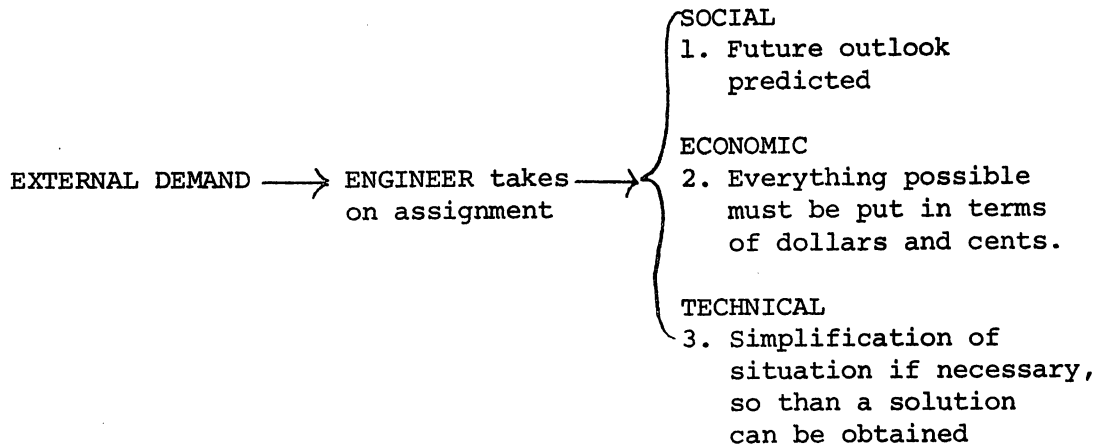 SOCIAL
1. Future outlook
predicted
ECONOMIC
EXTERNAL DEMAND → ENGINEER takes →
on assignment
2. Everything possible
must be put in terms
of dollars and cents.
TECHNICAL
3. Simplification of
situation if necessary,
so than a solution
can be obtained